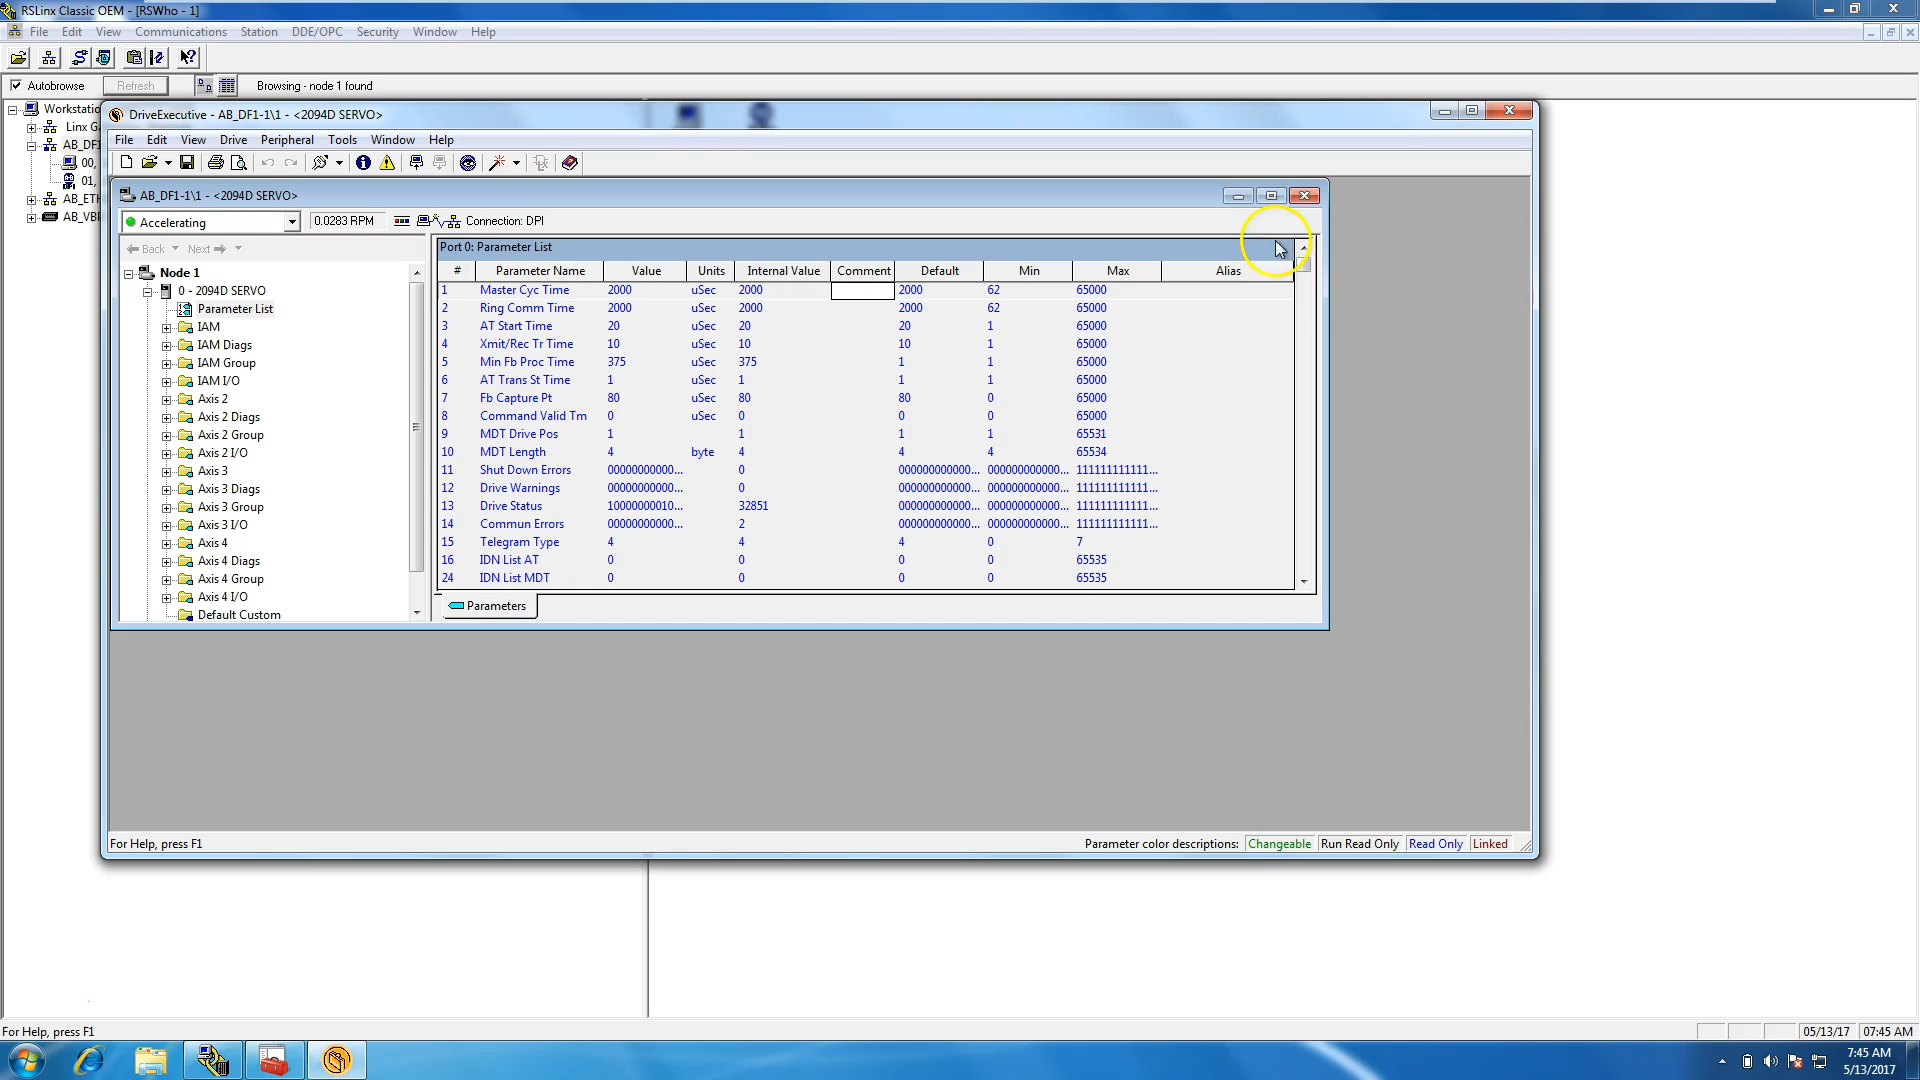 RSLinx Classic OEM - [RSWho - 1]
File Edit View Communications Station DDE/OPC Security Window Help
Autobrowse Refresh Browsing - node 1 found
Workstatio
Linx Ga
AB_DF1
00,
01,
AB_ETH
AB_VBP
DriveExecutive - AB_DF1-1\1 - <2094D SERVO>
File Edit View Drive Peripheral Tools Window Help
AB_DF1-1\1 - <2094D SERVO>
Accelerating 0.0283 RPM Connection: DPI
Back Next
Node 1
0 - 2094D SERVO
Parameter List
IAM
IAM Diags
IAM Group
IAM I/O
Axis 2
Axis 2 Diags
Axis 2 Group
Axis 2 I/O
Axis 3
Axis 3 Diags
Axis 3 Group
Axis 3 I/O
Axis 4
Axis 4 Diags
Axis 4 Group
Axis 4 I/O
Default Custom
Port 0: Parameter List
# Parameter Name Value Units Internal Value Comment Default Min Max Alias
1 Master Cyc Time 2000 uSec 2000 2000 62 65000
2 Ring Comm Time 2000 uSec 2000 2000 62 65000
3 AT Start Time 20 uSec 20 20 1 65000
4 Xmit/Rec Tr Time 10 uSec 10 10 1 65000
5 Min Fb Proc Time 375 uSec 375 1 1 65000
6 AT Trans St Time 1 uSec 1 1 1 65000
7 Fb Capture Pt 80 uSec 80 80 0 65000
8 Command Valid Tm 0 uSec 0 0 0 65000
9 MDT Drive Pos 1 1 1 1 65531
10 MDT Length 4 byte 4 4 4 65534
11 Shut Down Errors 00000000000... 0 000000000000... 000000000000... 111111111111...
12 Drive Warnings 00000000000... 0 000000000000... 000000000000... 111111111111...
13 Drive Status 10000000010... 32851 000000000000... 000000000000... 111111111111...
14 Commun Errors 00000000000... 2 000000000000... 000000000000... 111111111111...
15 Telegram Type 4 4 4 0 7
16 IDN List AT 0 0 0 0 65535
24 IDN List MDT 0 0 0 0 65535
Parameters
For Help, press F1 Parameter color descriptions: Changeable Run Read Only Read Only Linked
For Help, press F1 05/13/17 07:45 AM
7:45 AM
5/13/2017